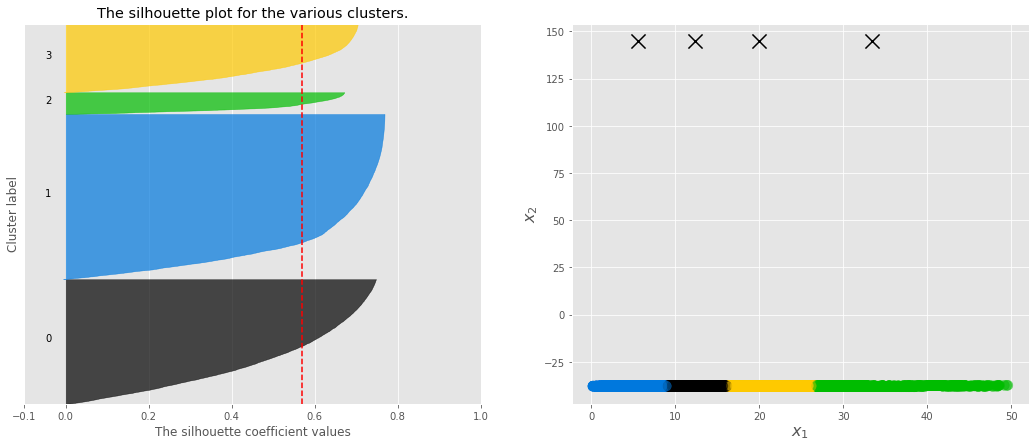 The silhouette plot for the various clusters.
Cluster label
3
2
1
0
−0.1 0.0 0.2 0.4 0.6 0.8 1.0
The silhouette coefficient values
x₂
150
125
100
75
50
25
0
−25
0 10 20 30 40 50
x₁